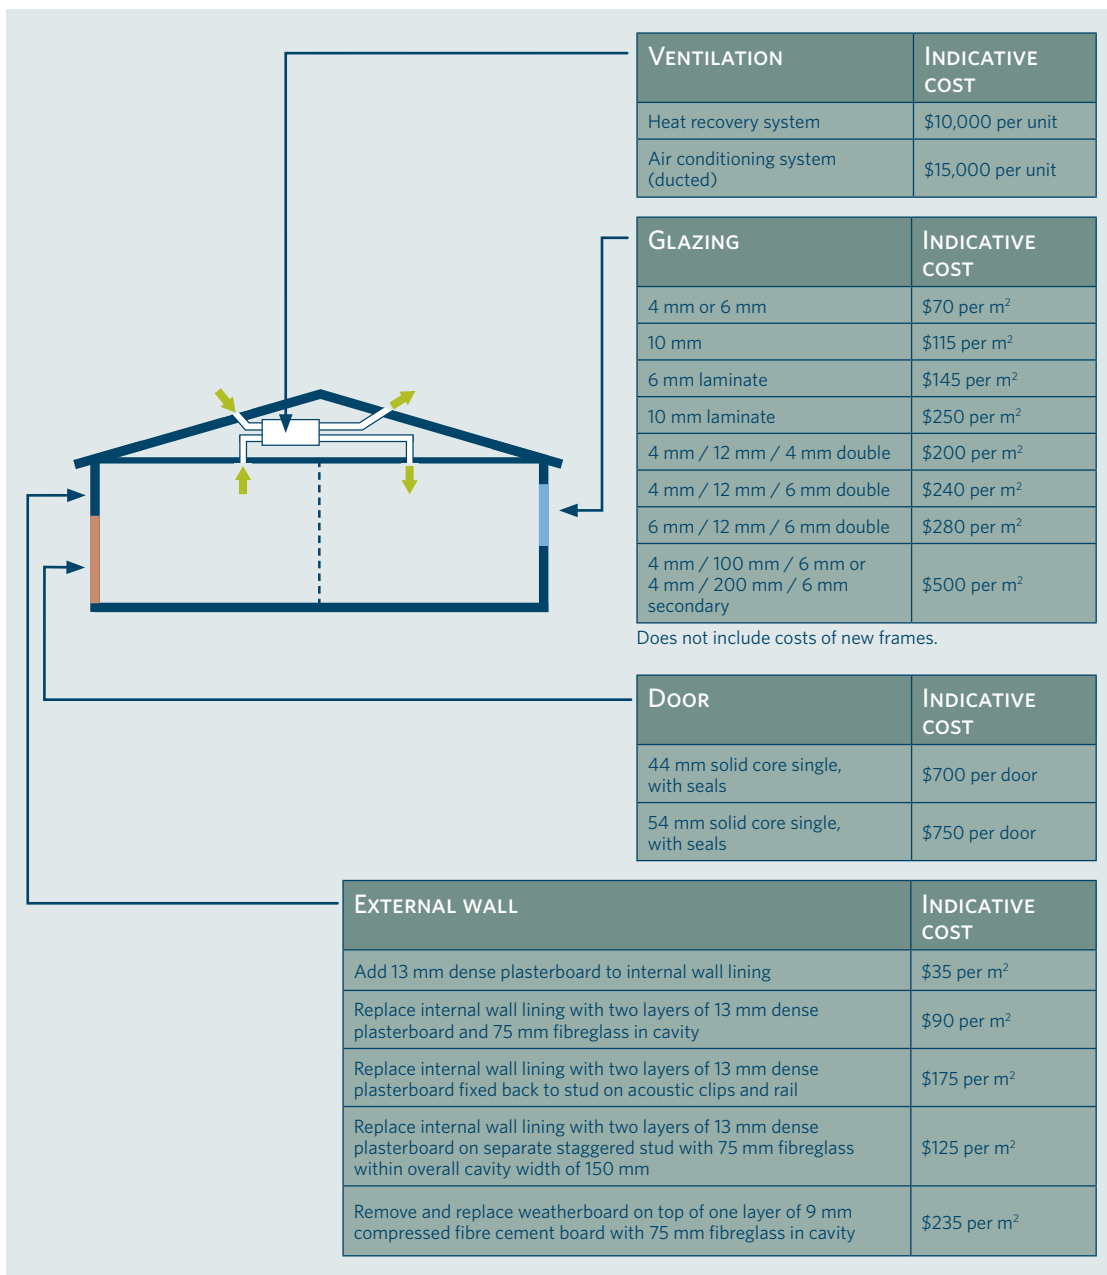 VENTILATION
INDICATIVE
COST
Heat recovery system
$10,000 per unit
Air conditioning system
(ducted)
$15,000 per unit
GLAZING
INDICATIVE
COST
4 mm or 6 mm
$70 per m²
10 mm
$115 per m²
6 mm laminate
$145 per m²
10 mm laminate
$250 per m²
4 mm / 12 mm / 4 mm double
$200 per m²
4 mm / 12 mm / 6 mm double
$240 per m²
6 mm / 12 mm / 6 mm double
$280 per m²
4 mm / 100 mm / 6 mm or
4 mm / 200 mm / 6 mm
secondary
$500 per m²
Does not include costs of new frames.
DOOR
INDICATIVE
COST
44 mm solid core single,
with seals
$700 per door
54 mm solid core single,
with seals
$750 per door
EXTERNAL WALL
INDICATIVE
COST
Add 13 mm dense plasterboard to internal wall lining
$35 per m²
Replace internal wall lining with two layers of 13 mm dense
plasterboard and 75 mm fibreglass in cavity
$90 per m²
Replace internal wall lining with two layers of 13 mm dense
plasterboard fixed back to stud on acoustic clips and rail
$175 per m²
Replace internal wall lining with two layers of 13 mm dense
plasterboard on separate staggered stud with 75 mm fibreglass
within overall cavity width of 150 mm
$125 per m²
Remove and replace weatherboard on top of one layer of 9 mm
compressed fibre cement board with 75 mm fibreglass in cavity
$235 per m²